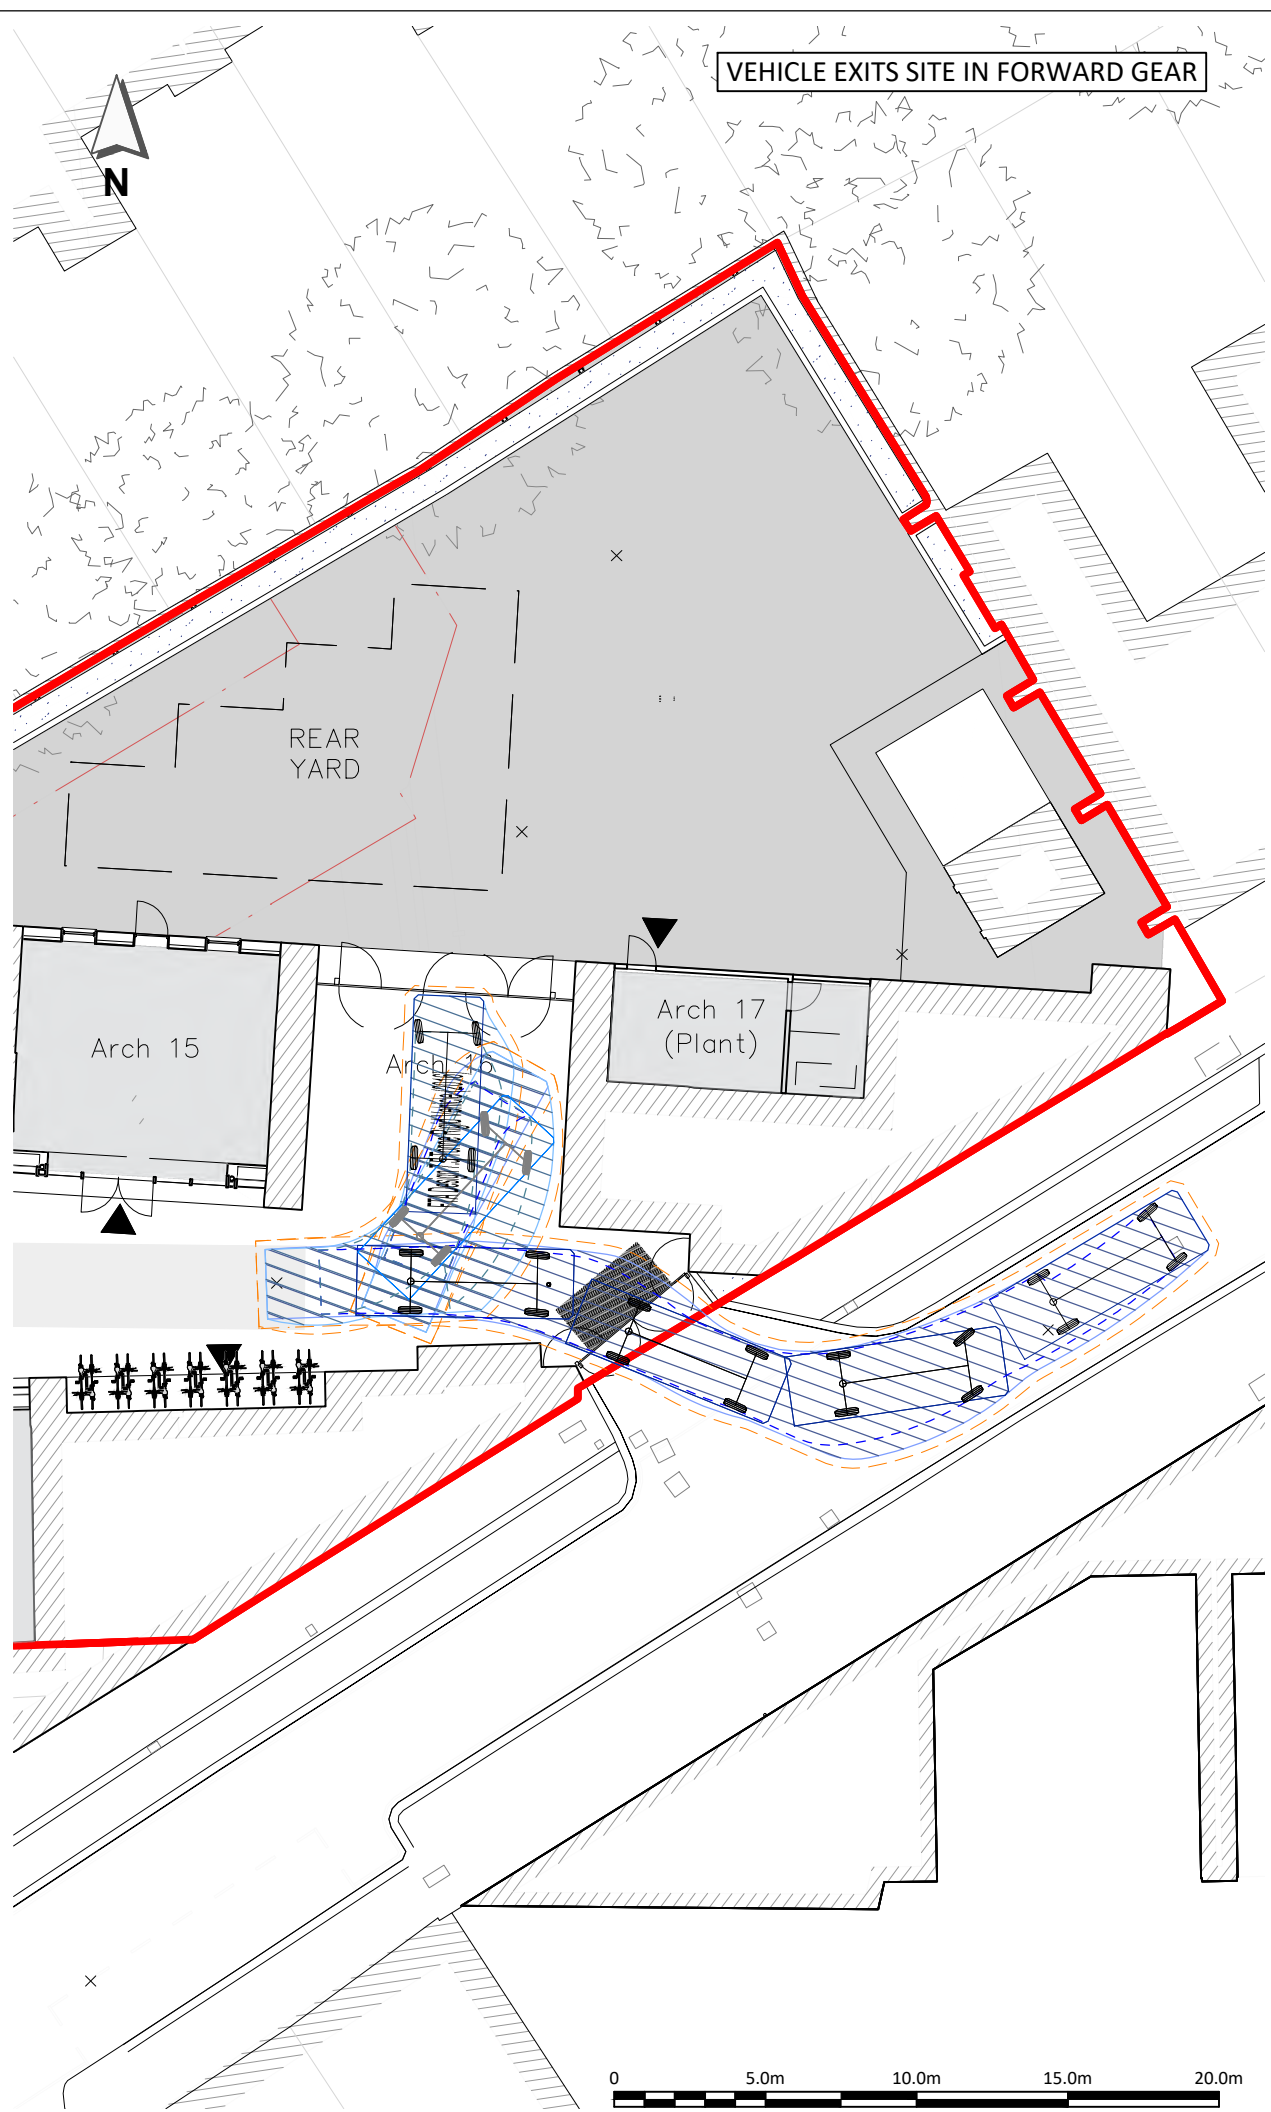 VEHICLE EXITS SITE IN FORWARD GEAR
N
REAR
YARD
Arch 15
Arch 16
Arch 17
(Plant)
0 5.0m 10.0m 15.0m 20.0m